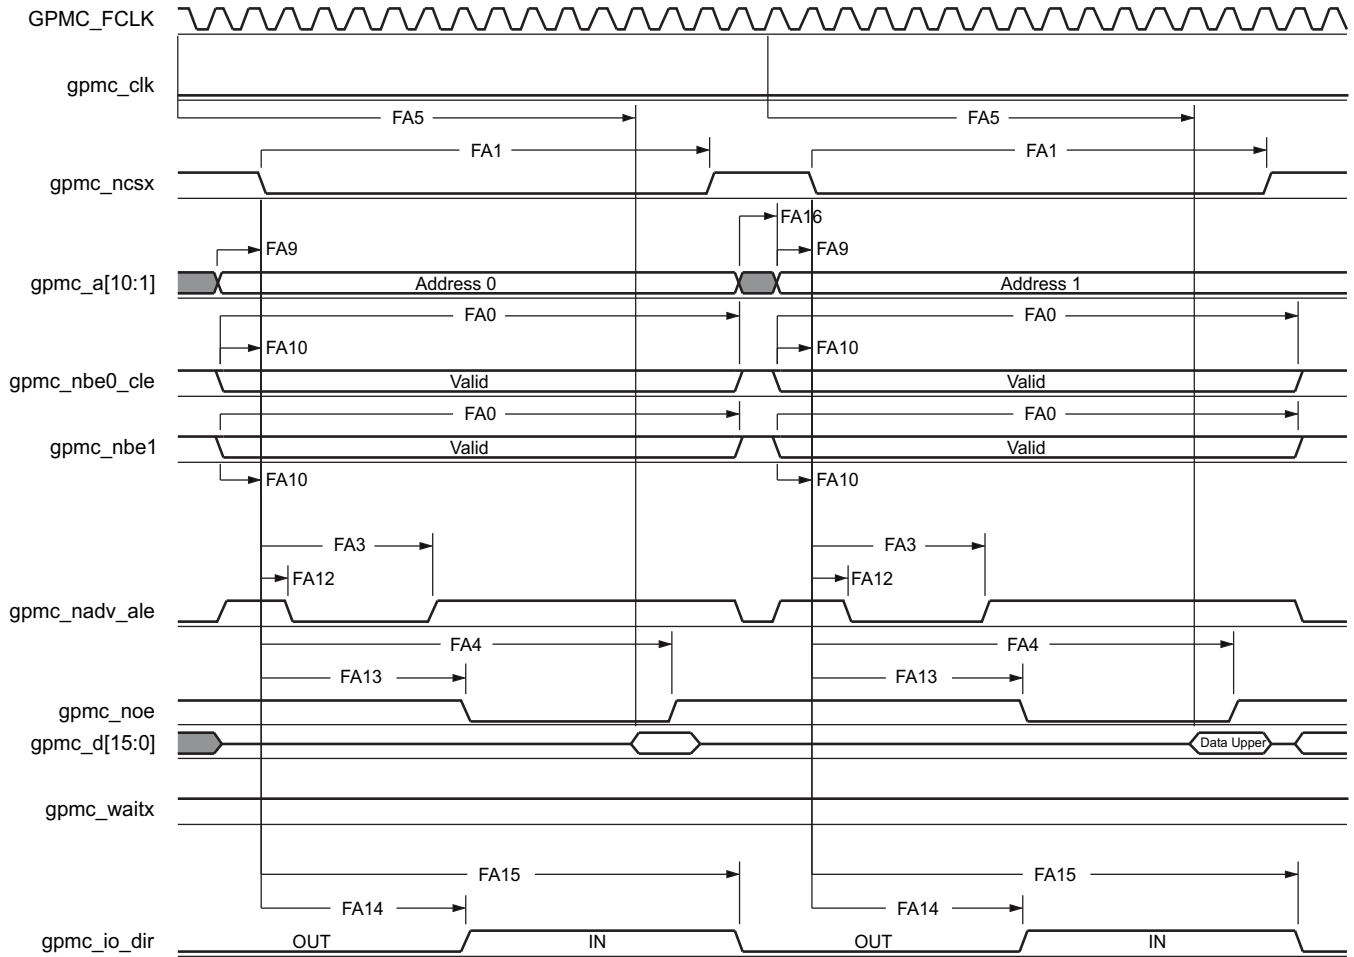 GPMC_FCLK
gpmc_clk
FA5 FA5
FA1 FA1
gpmc_ncsx
FA16
FA9 FA9
gpmc_a[10:1] Address 0 Address 1
FA0 FA0
FA10 FA10
gpmc_nbe0_cle Valid Valid
FA0 FA0
gpmc_nbe1 Valid Valid
FA10 FA10
FA3 FA3
FA12 FA12
gpmc_nadv_ale
FA4 FA4
FA13 FA13
gpmc_noe
gpmc_d[15:0] Data Upper
gpmc_waitx
FA15 FA15
FA14 FA14
gpmc_io_dir OUT IN OUT IN